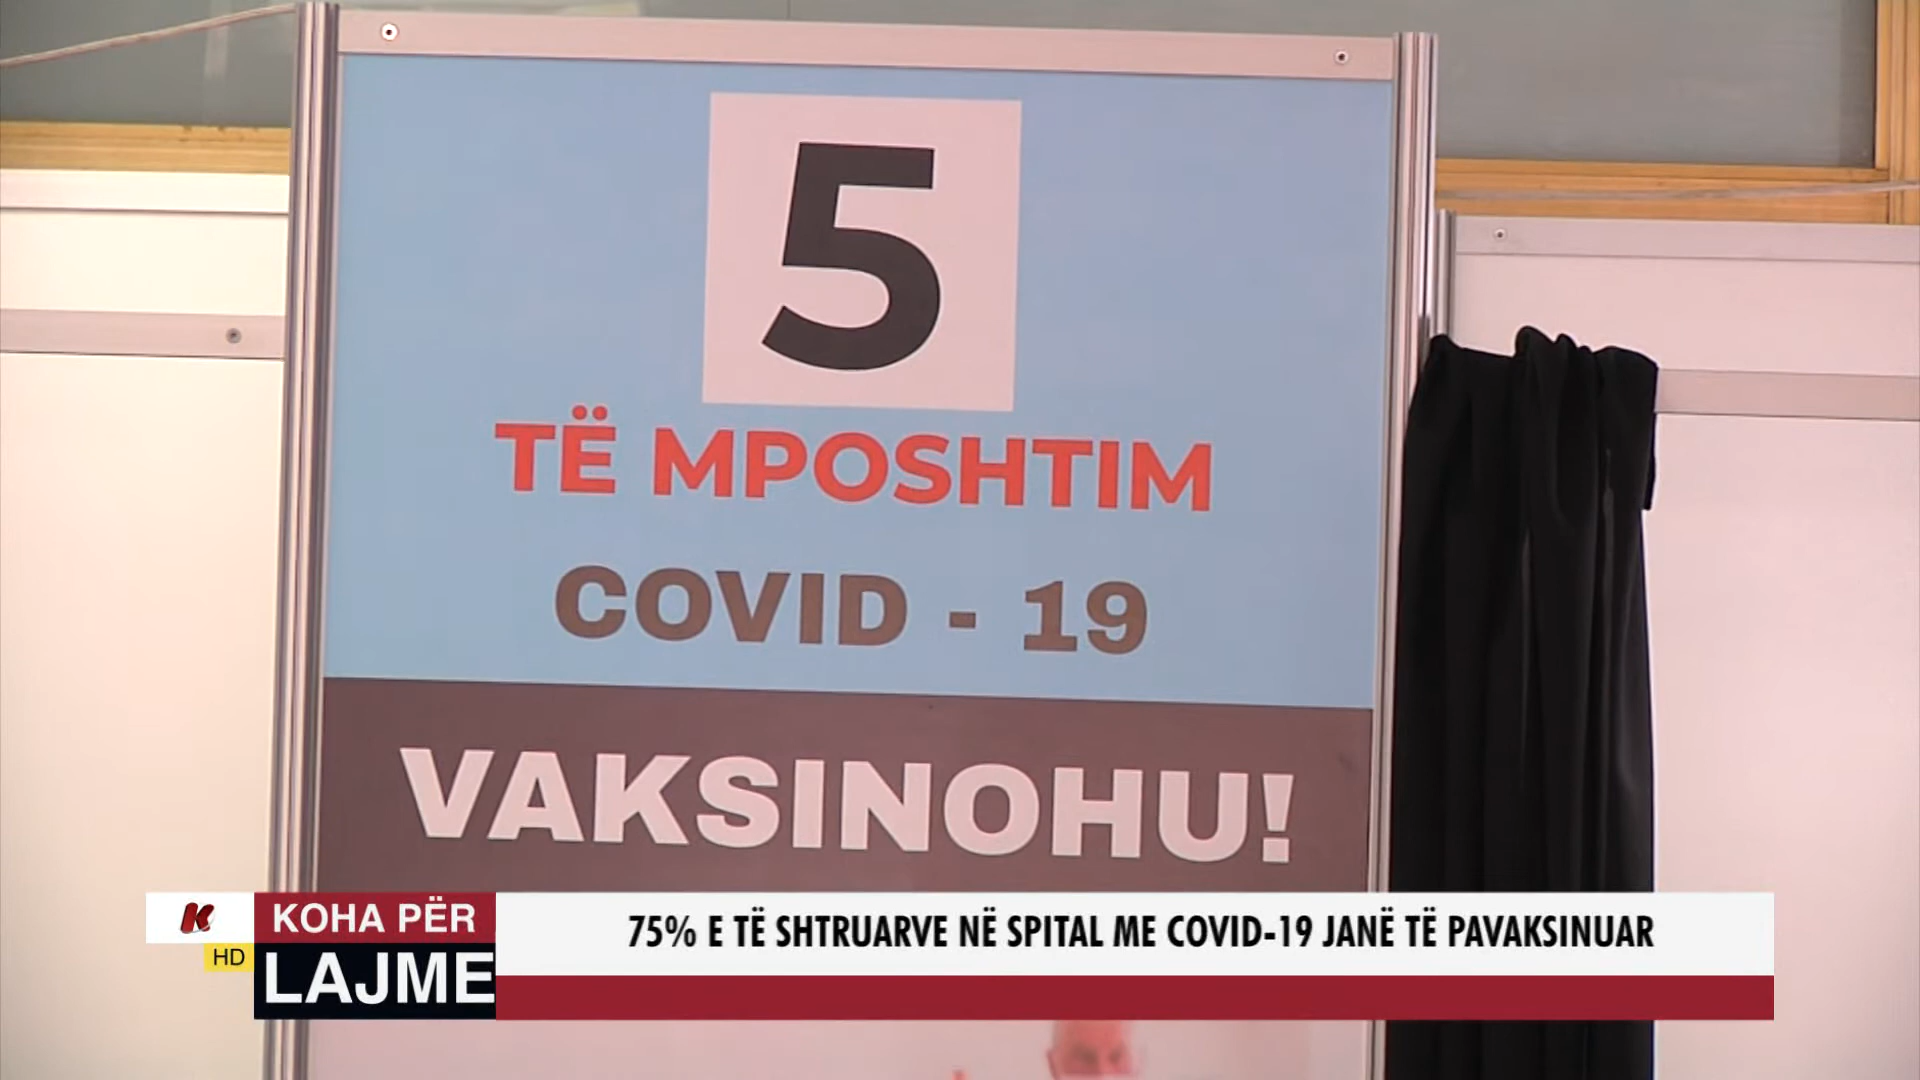 5
TË MPOSHTIM
COVID - 19
VAKSINOHU!
K
KOHA PËR
HD
LAJME
75% E TË SHTRUARVE NË SPITAL ME COVID-19 JANË TË PAVAKSINUAR